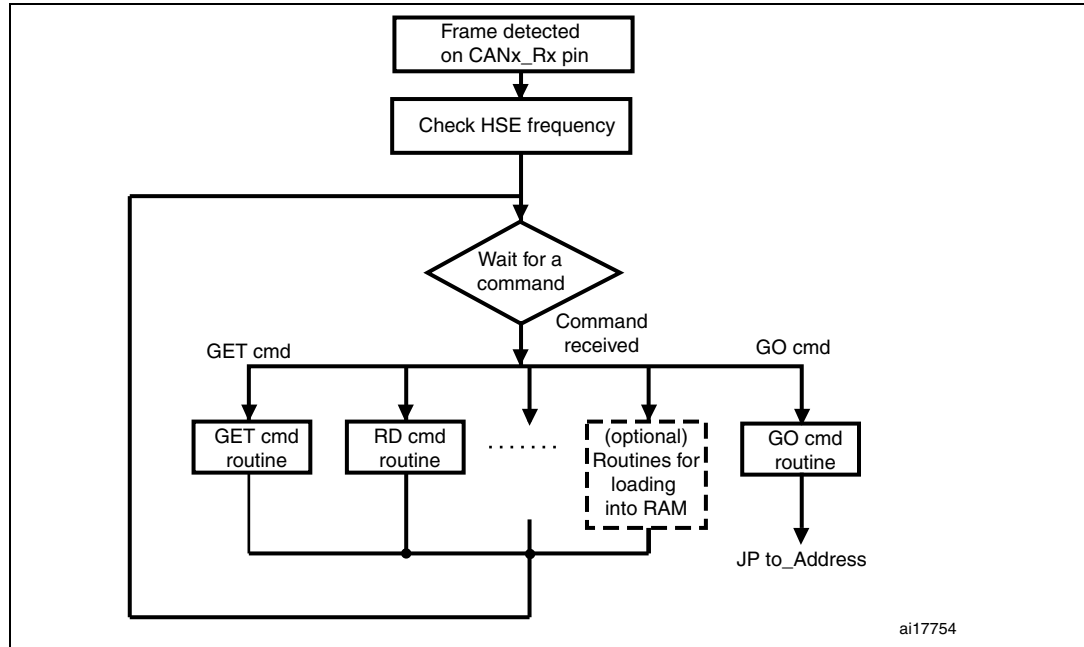 Frame detected
on CANx_Rx pin
Check HSE frequency
Wait for a
command
Command
received
GET cmd
GO cmd
GET cmd
routine
RD cmd
routine
.......
(optional)
Routines for
loading
into RAM
GO cmd
routine
JP to_Address
ai17754